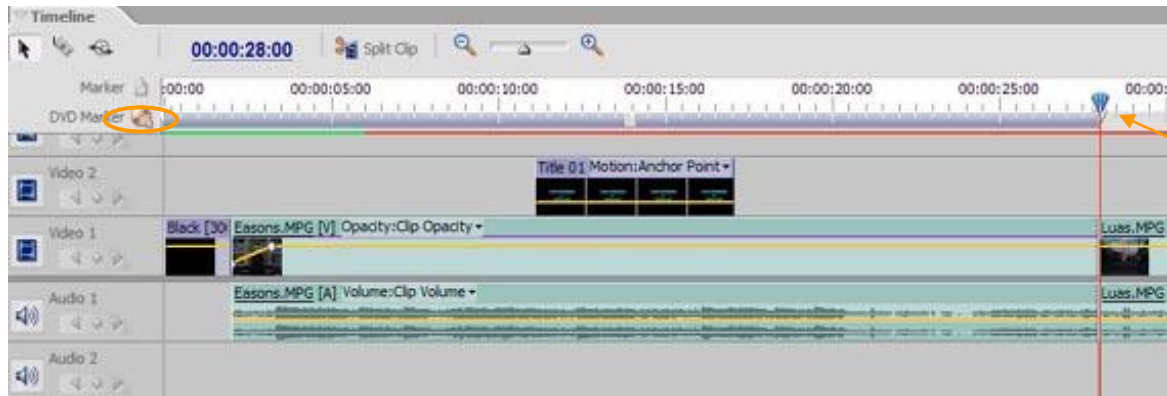 Timeline
00:00:28:00 Split Clip
Marker :00:00 00:00:05:00 00:00:10:00 00:00:15:00 00:00:20:00 00:00:25:00 00:00:
DVD Marker
Video 2 Title 01 Motion:Anchor Point
Video 1 Black [30 Easons.MPG [V] Opacity:Clip Opacity Luas.MPG
Audio 1 Easons.MPG [A] Volume:Clip Volume Luas.MPG
Audio 2